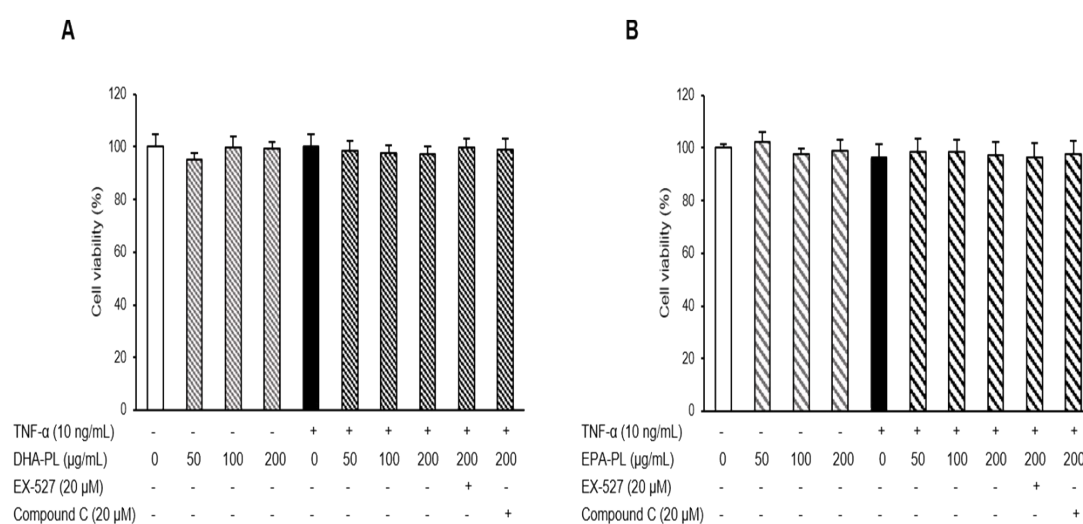 A
Cell viability (%)
120
100
80
60
40
20
0
TNF-α (10 ng/mL) - - - - + + + + + +
DHA-PL (μg/mL) 0 50 100 200 0 50 100 200 200 200
EX-527 (20 μM) - - - - - - - - + -
Compound C (20 μM) - - - - - - - - - +
B
Cell viability (%)
120
100
80
60
40
20
0
TNF-α (10 ng/mL) - - - - + + + + + +
EPA-PL (μg/mL) 0 50 100 200 0 50 100 200 200 200
EX-527 (20 μM) - - - - - - - - + -
Compound C (20 μM) - - - - - - - - - +